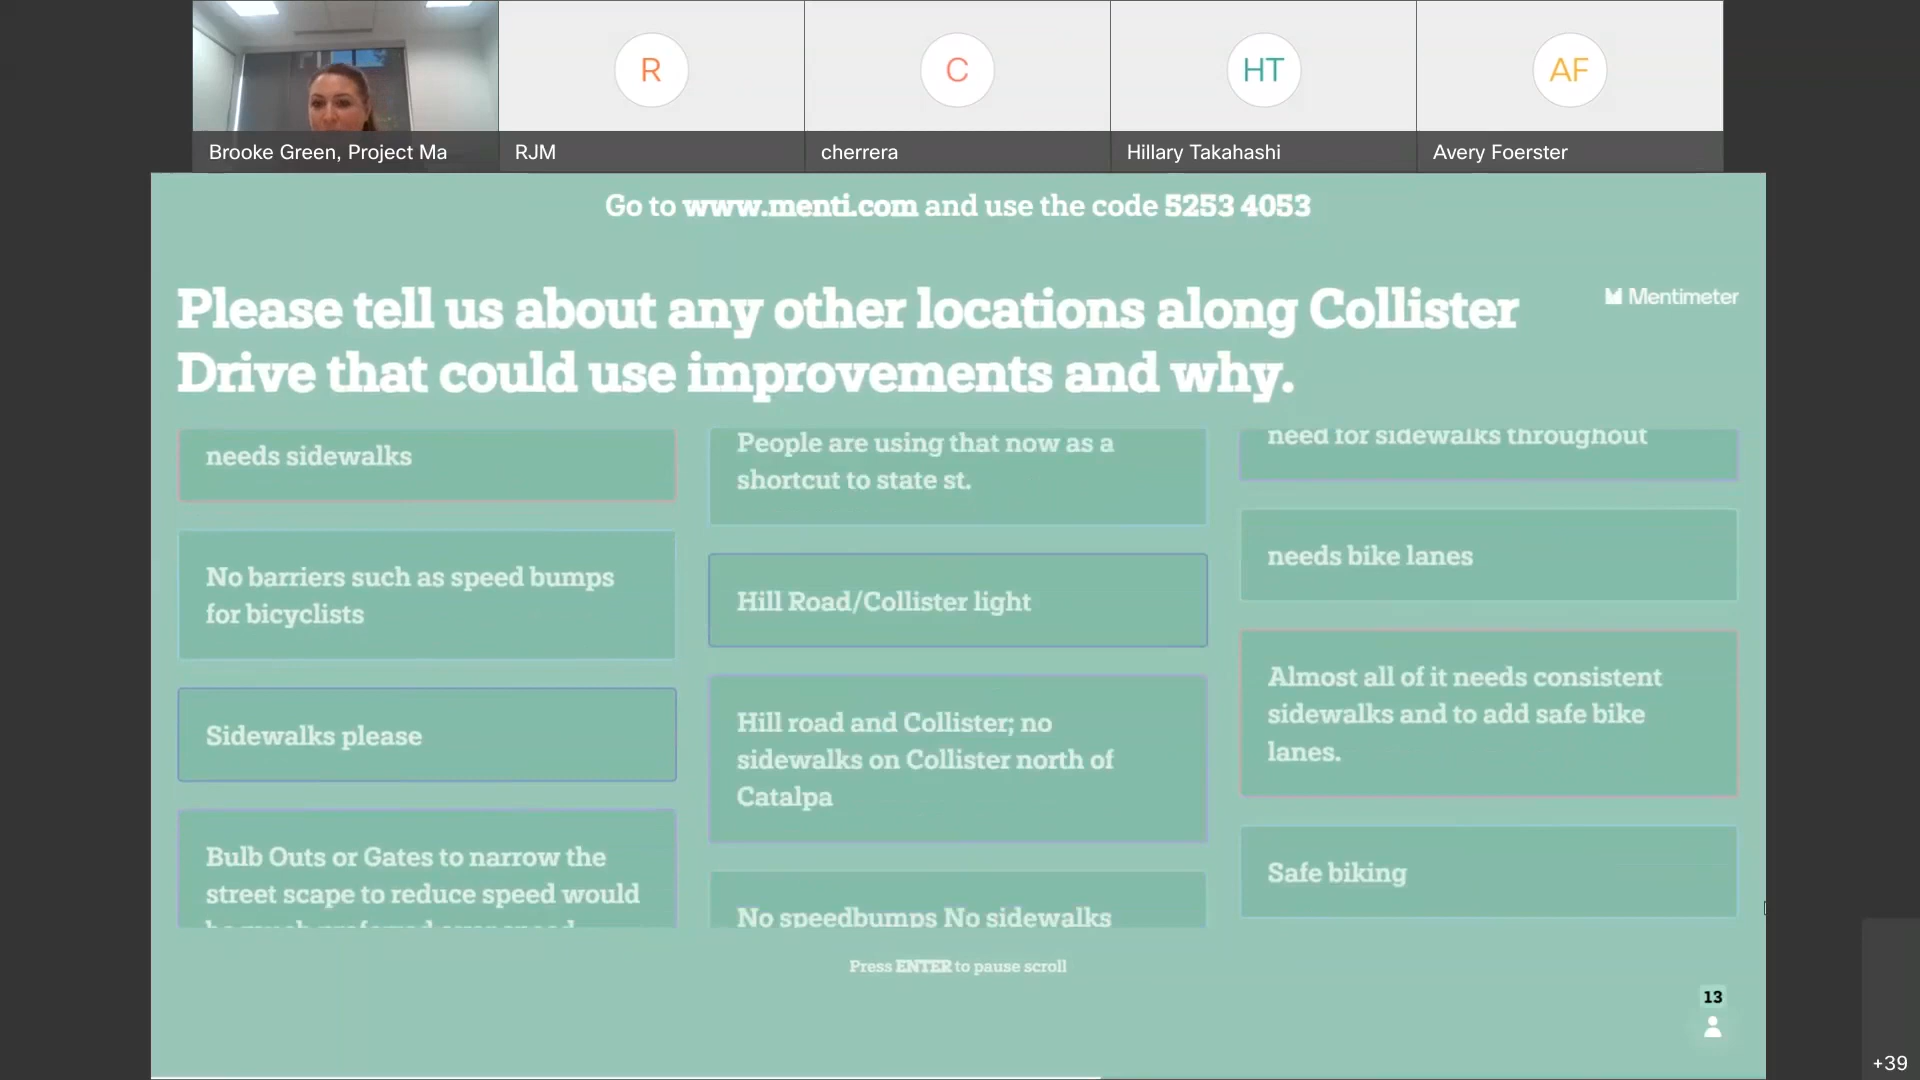 R
C
HT
AF
Brooke Green, Project Ma
RJM
cherrera
Hillary Takahashi
Avery Foerster
Go to www.menti.com and use the code 5253 4053
Please tell us about any other locations along Collister
Drive that could use improvements and why.
Mentimeter
needs sidewalks
No barriers such as speed bumps
for bicyclists
Sidewalks please
Bulb Outs or Gates to narrow the
street scape to reduce speed would
People are using that now as a
shortcut to state st.
Hill Road/Collister light
Hill road and Collister; no
sidewalks on Collister north of
Catalpa
No speedbumps No sidewalks
need for sidewalks throughout
needs bike lanes
Almost all of it needs consistent
sidewalks and to add safe bike
lanes.
Safe biking
Press ENTER to pause scroll
13
+39